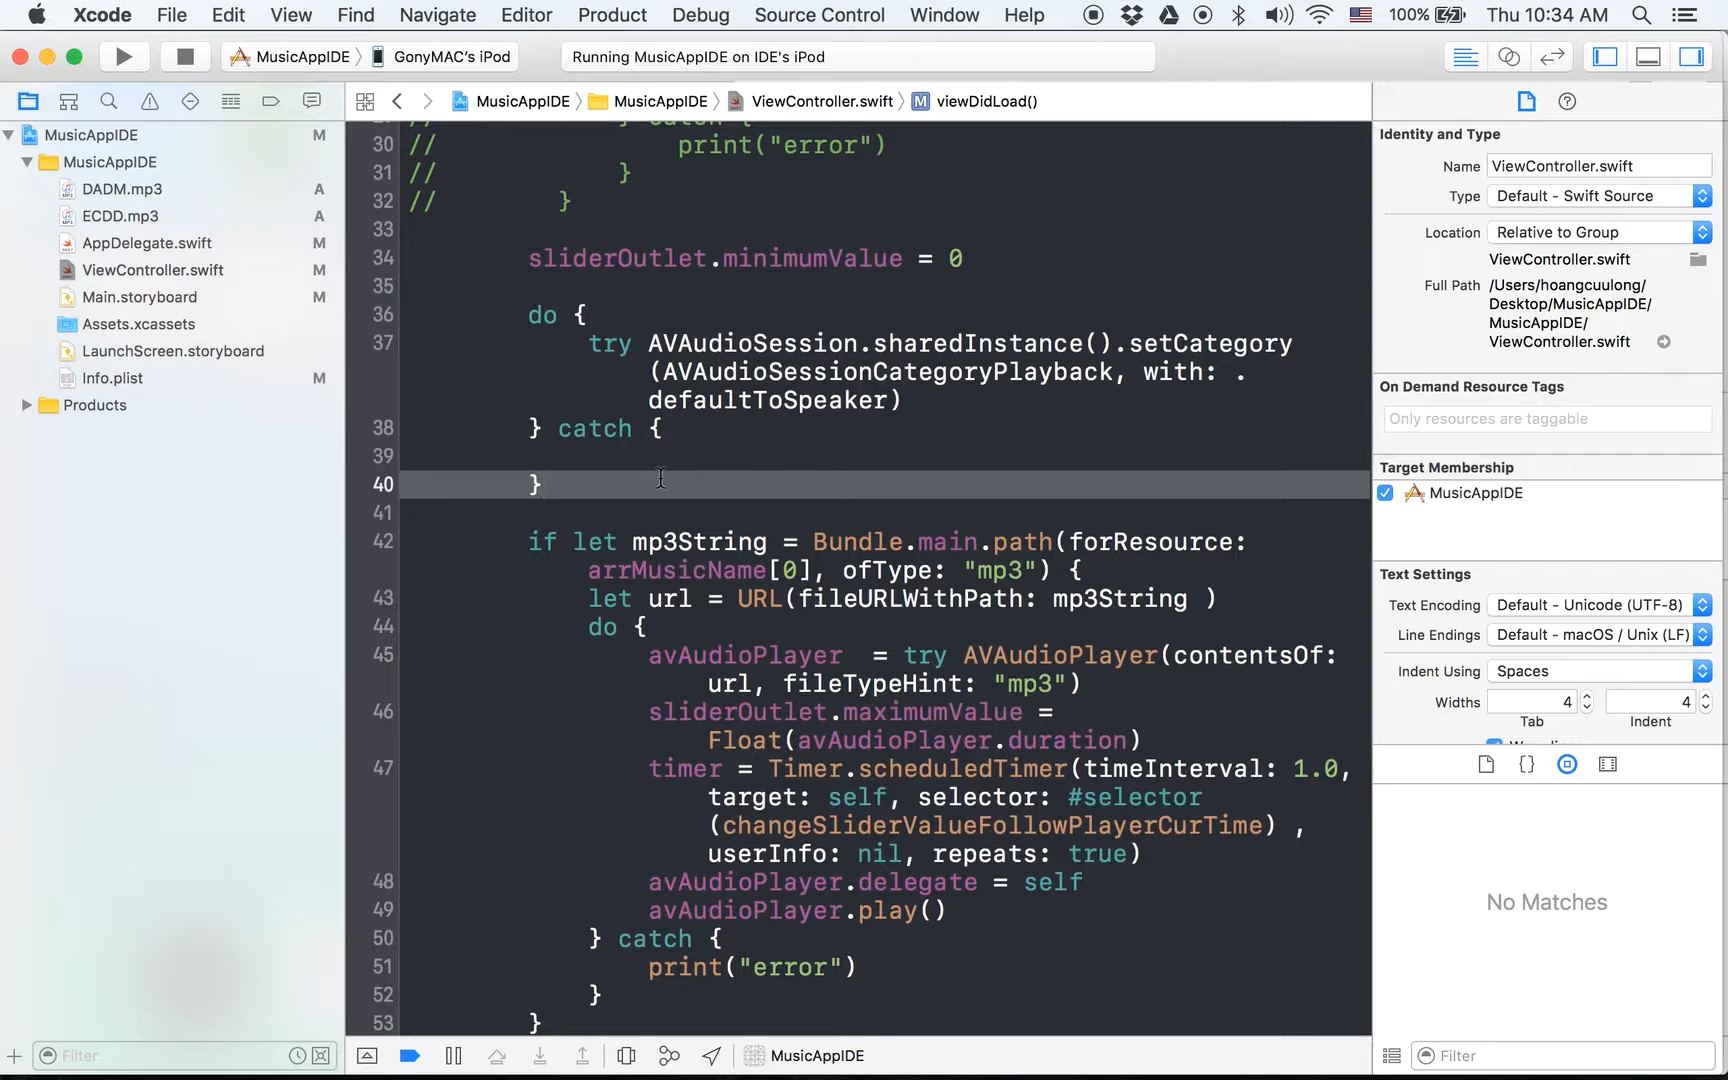 Xcode File Edit View Find Navigate Editor Product Debug Source Control Window Help 100% Thu 10:34 AM
MusicAppIDE GonyMAC's iPod Running MusicAppIDE on IDE's iPod
MusicAppIDE MusicAppIDE ViewController.swift M viewDidLoad()
MusicAppIDE M
MusicAppIDE
DADM.mp3 A
ECDD.mp3 A
AppDelegate.swift M
ViewController.swift M
Main.storyboard M
Assets.xcassets
LaunchScreen.storyboard
Info.plist M
Products
Filter
30 // print("error")
31 // }
32 // }
33
34 sliderOutlet.minimumValue = 0
35
36 do {
37 try AVAudioSession.sharedInstance().setCategory
(AVAudioSessionCategoryPlayback, with: .
defaultToSpeaker)
38 } catch {
39
40 }
41
42 if let mp3String = Bundle.main.path(forResource:
arrMusicName[0], ofType: "mp3") {
43 let url = URL(fileURLWithPath: mp3String )
44 do {
45 avAudioPlayer = try AVAudioPlayer(contentsOf:
url, fileTypeHint: "mp3")
46 sliderOutlet.maximumValue =
Float(avAudioPlayer.duration)
47 timer = Timer.scheduledTimer(timeInterval: 1.0,
target: self, selector: #selector
(changeSliderValueFollowPlayerCurTime) ,
userInfo: nil, repeats: true)
48 avAudioPlayer.delegate = self
49 avAudioPlayer.play()
50 } catch {
51 print("error")
52 }
53 }
MusicAppIDE
Identity and Type
Name ViewController.swift
Type Default - Swift Source
Location Relative to Group
ViewController.swift
Full Path /Users/hoangcuulong/
Desktop/MusicAppIDE/
MusicAppIDE/
ViewController.swift
On Demand Resource Tags
Only resources are taggable
Target Membership
MusicAppIDE
Text Settings
Text Encoding Default - Unicode (UTF-8)
Line Endings Default - macOS / Unix (LF)
Indent Using Spaces
Widths 4 4
Tab Indent
No Matches
Filter